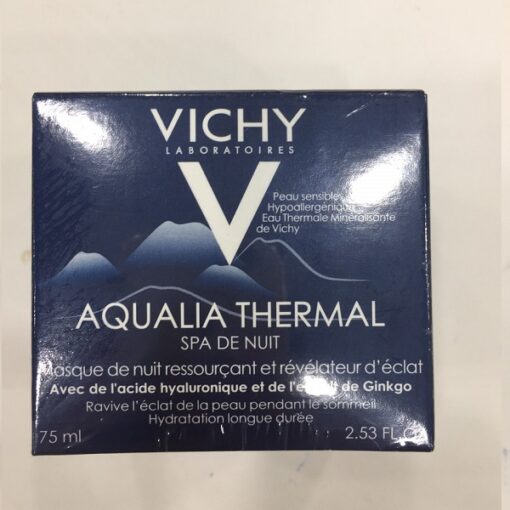 VICHY
LABORATOIRES
V
Peau sensible
Hypoallergénique
Eau Thermale Minéralisante
de Vichy
AQUALIA THERMAL
SPA DE NUIT
Masque de nuit ressourçant et révélateur d'éclat
Avec de l'acide hyaluronique et de l'extrait de Ginkgo
Ravive l'éclat de la peau pendant le sommeil
Hydratation longue durée
75 ml 2.53 FL.